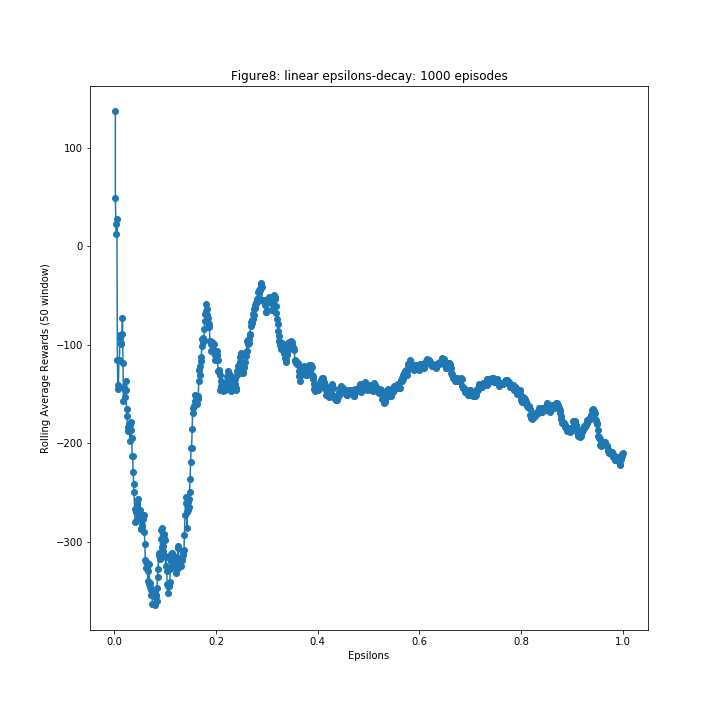 Figure8: linear epsilons-decay: 1000 episodes
Rolling Average Rewards (50 window)
100
0
−100
−200
−300
0.0 0.2 0.4 0.6 0.8 1.0
Epsilons